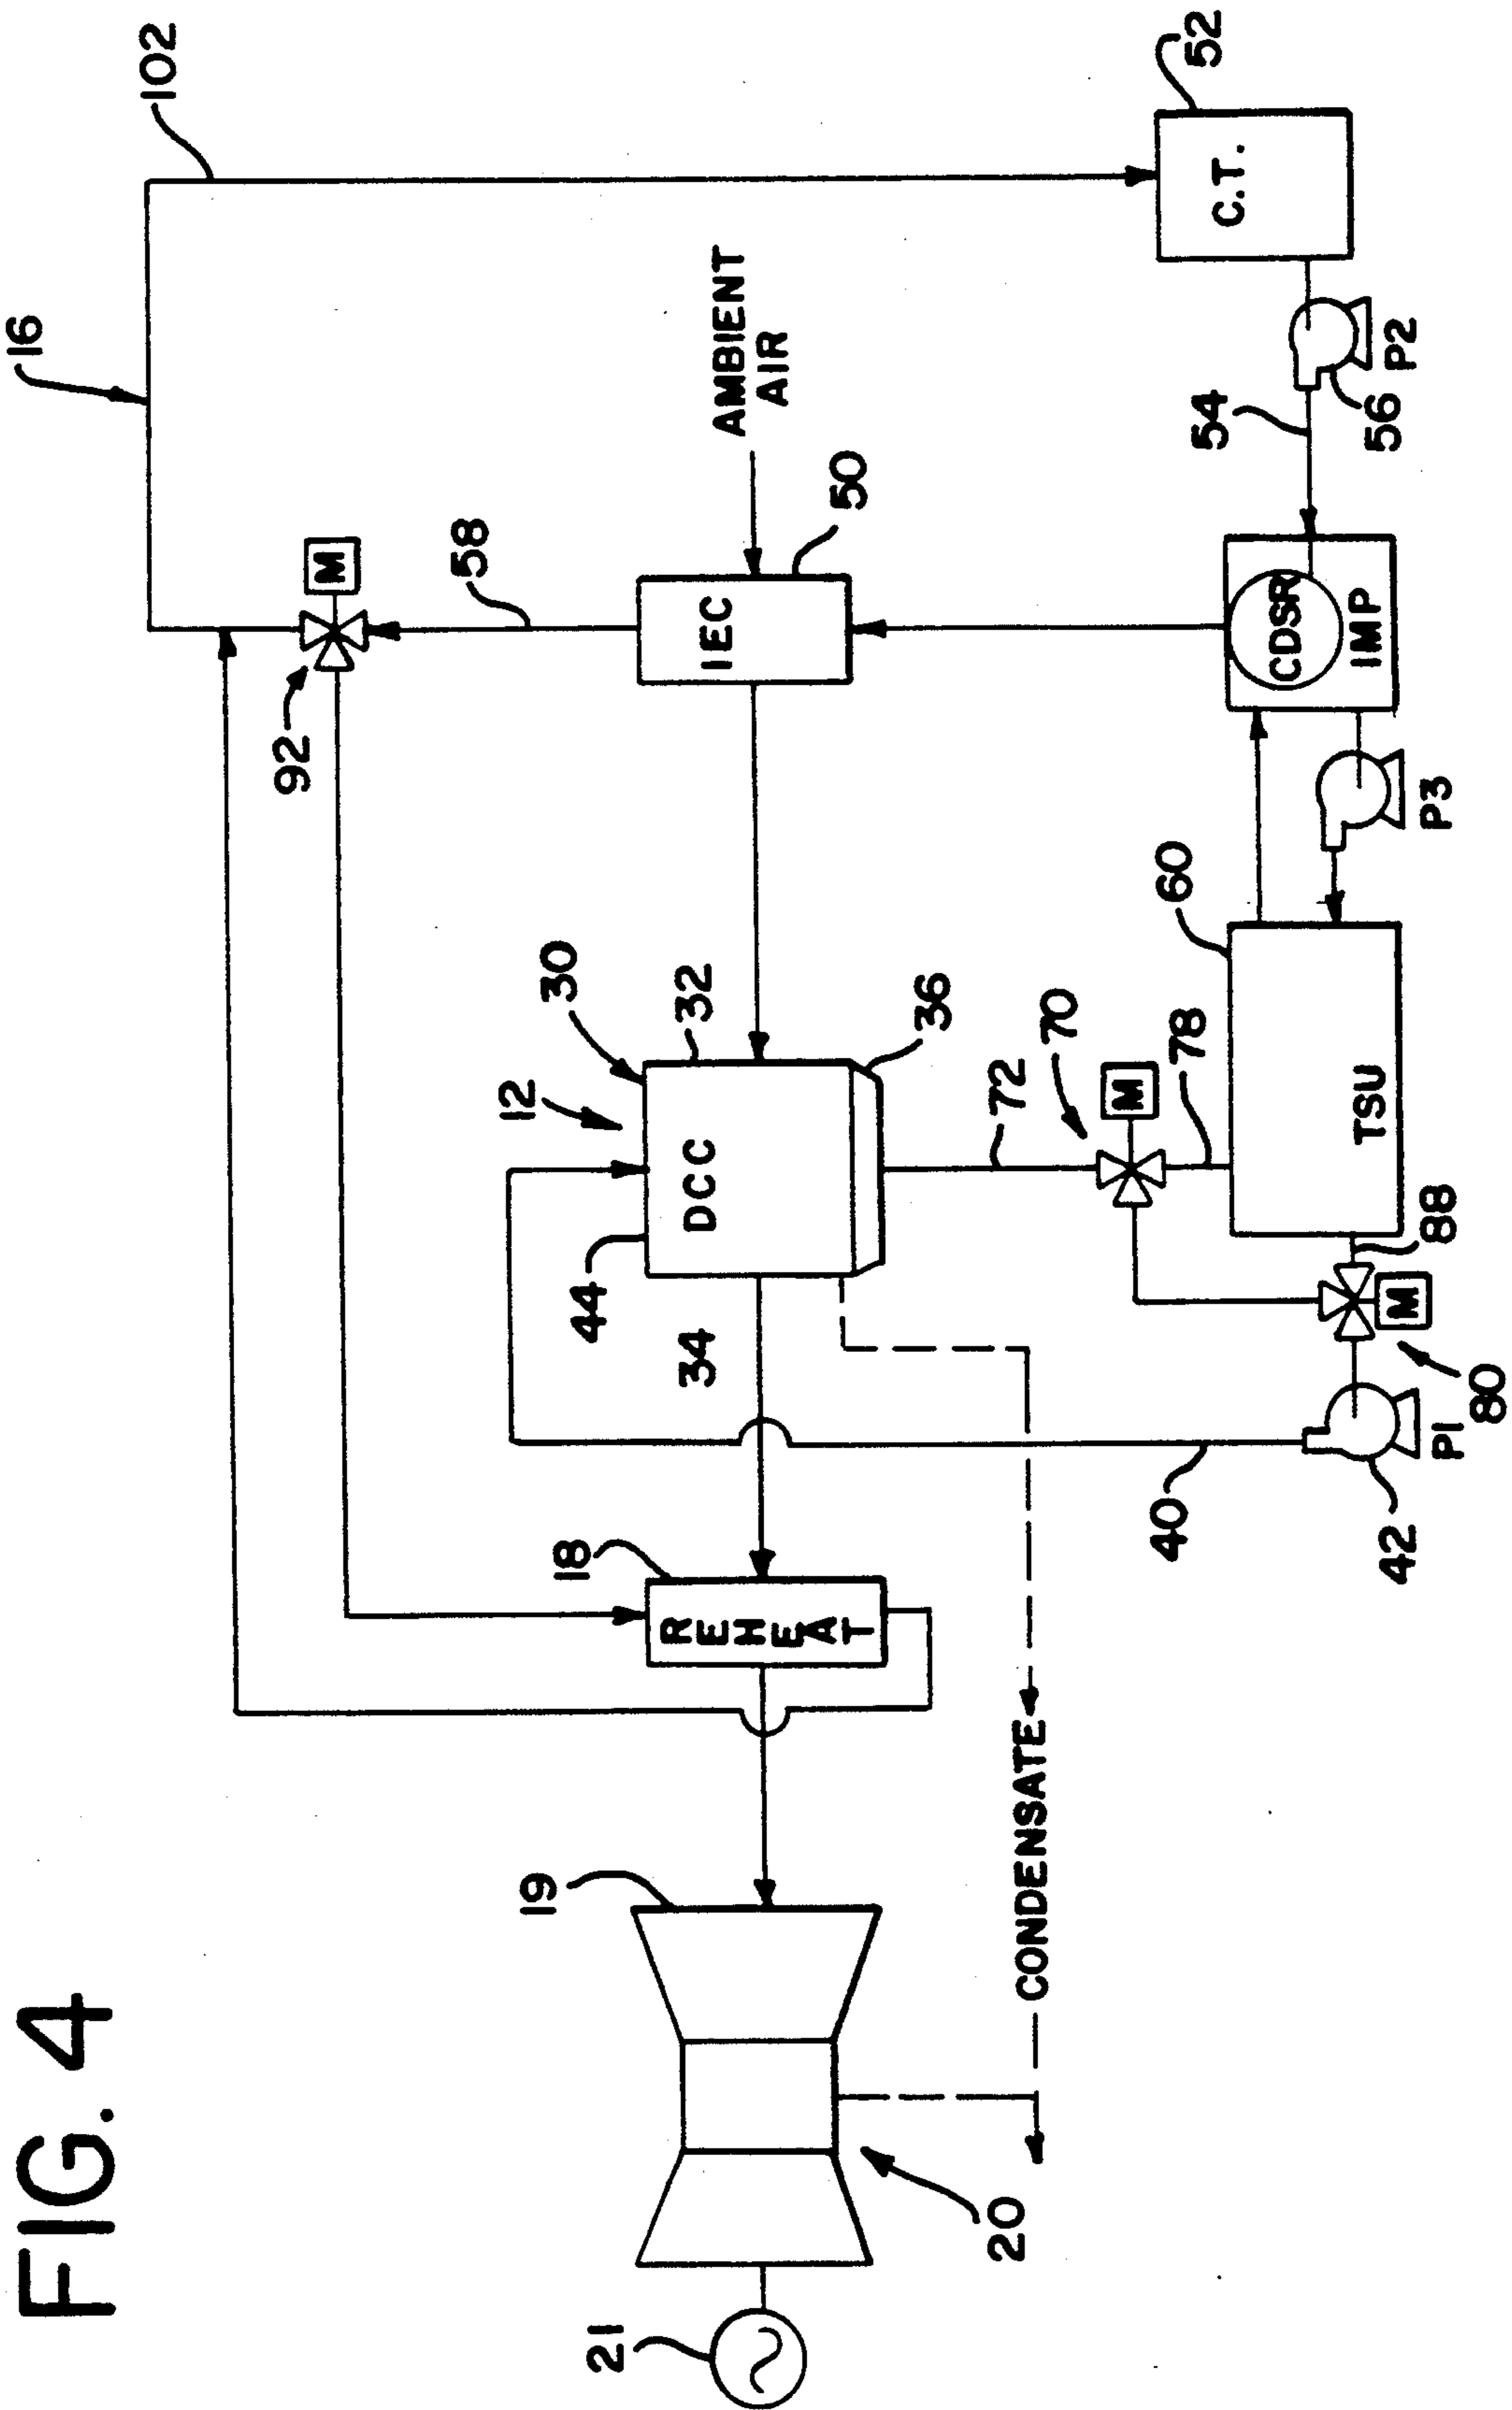 FIG. 4
16
102
92
M
58
AMBIENT
AIR
IEC
50
C.T.
52
P2
56
54
CDSR
IMP
P3
60
TSU
30
12
32
DCC
44
34
36
72
70
M
78
88
M
80
P1
42
40
18
REHEAT
CONDENSATE
19
20
21